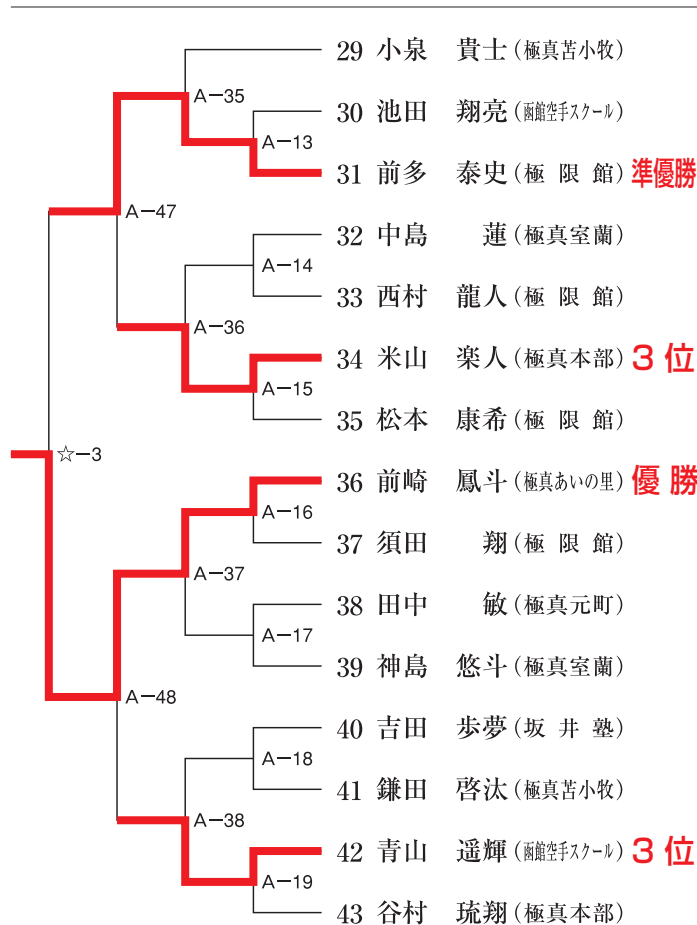 29 小泉 貴士 (極真苫小牧)
A-35
30 池田 翔亮 (函館空手スクール)
A-13
31 前多 泰史 (極限館) 準優勝
A-47
32 中島 蓮 (極真室蘭)
A-14
33 西村 龍人 (極限館)
A-36
34 米山 楽人 (極真本部) 3位
A-15
35 松本 康希 (極限館)
☆-3
36 前崎 鳳斗 (極真あいの里) 優勝
A-16
37 須田 翔 (極限館)
A-37
38 田中 敏 (極真元町)
A-17
39 神島 悠斗 (極真室蘭)
A-48
40 吉田 歩夢 (坂井塾)
A-18
41 鎌田 啓汰 (極真苫小牧)
A-38
42 青山 遥輝 (函館空手スクール) 3位
A-19
43 谷村 琉翔 (極真本部)